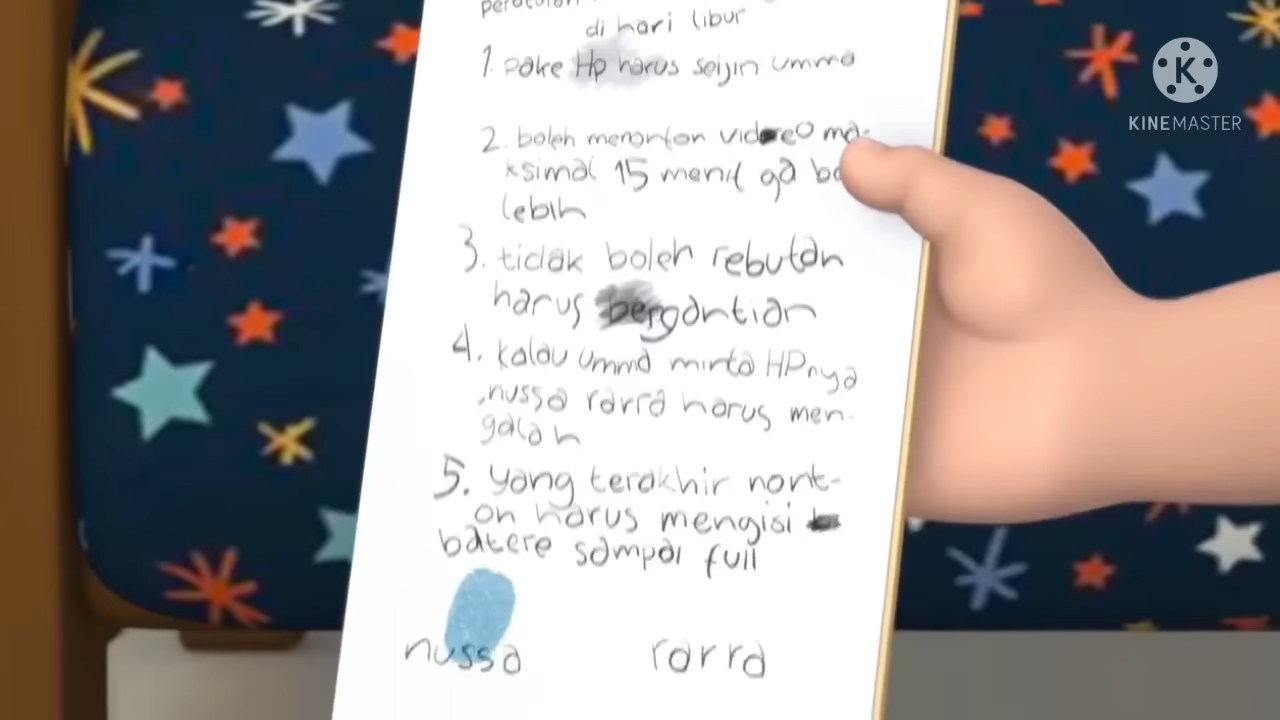 di hari libur
1. pake Hp harus seijin umma
2. boleh menonton video ma-
ksimal 15 menit ga bo
lebih
3. tidak boleh rebutan
harus bergantian
4. kalau umma minta HPnya
,nussa rarra harus men-
galah
5. yang terakhir nont-
on harus mengisi
batere sampai full
nussa rarra
KINEMASTER